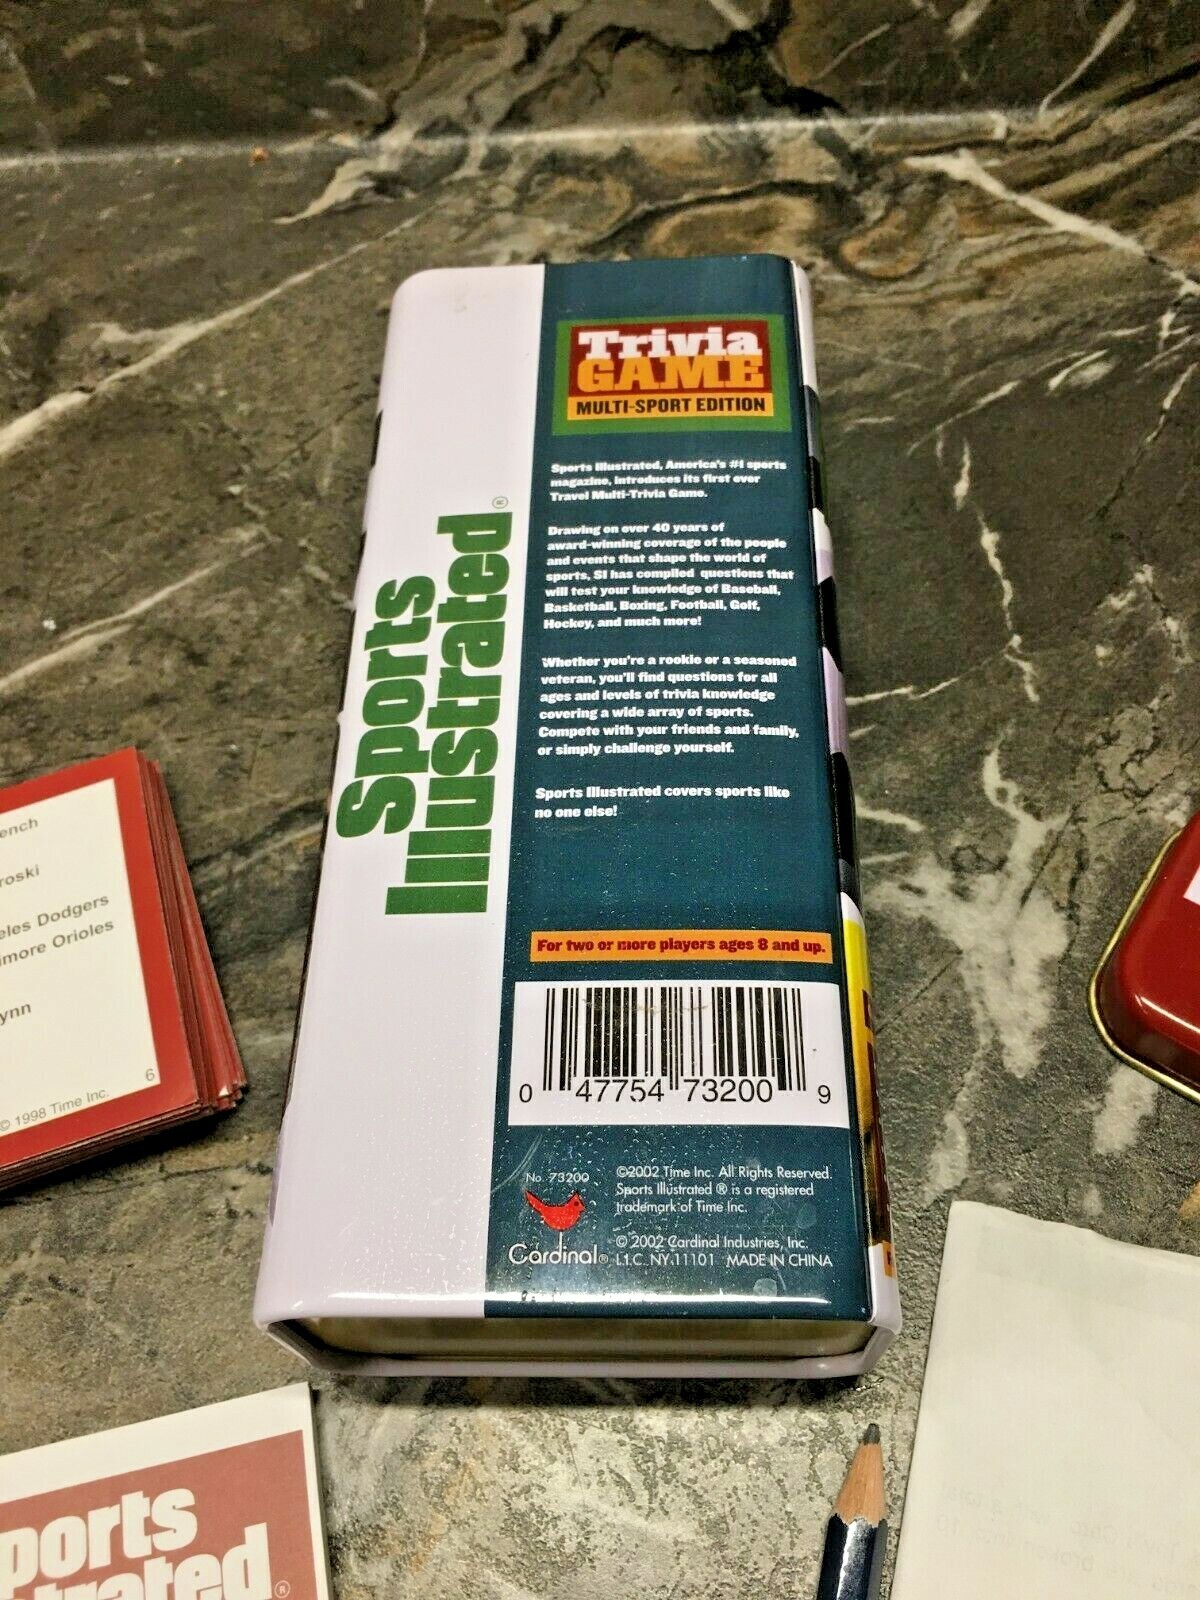 Trivia
GAME
MULTI-SPORT EDITION
Sports Illustrated, America's #1 sports
magazine, introduces its first ever
Travel Multi-Trivia Game.
Drawing on over 40 years of
award-winning coverage of the people
and events that shape the world of
sports, SI has compiled questions that
will test your knowledge of Baseball,
Basketball, Boxing, Football, Golf,
Hockey, and much more!
Whether you're a rookie or a seasoned
veteran, you'll find questions for all
ages and levels of trivia knowledge
covering a wide array of sports.
Compete with your friends and family,
or simply challenge yourself.
Sports Illustrated covers sports like
no one else!
For two or more players ages 8 and up.
0 47754 73200 9
No. 73200
Cardinal®
©2002 Time Inc. All Rights Reserved.
Sports Illustrated ® is a registered
trademark of Time Inc.
© 2002 Cardinal Industries, Inc.
L.I.C. NY 11101 MADE IN CHINA
Sports
Illustrated®
ench
roski
eles Dodgers
imore Orioles
ynn
6
© 1998 Time Inc.
ports
strated®